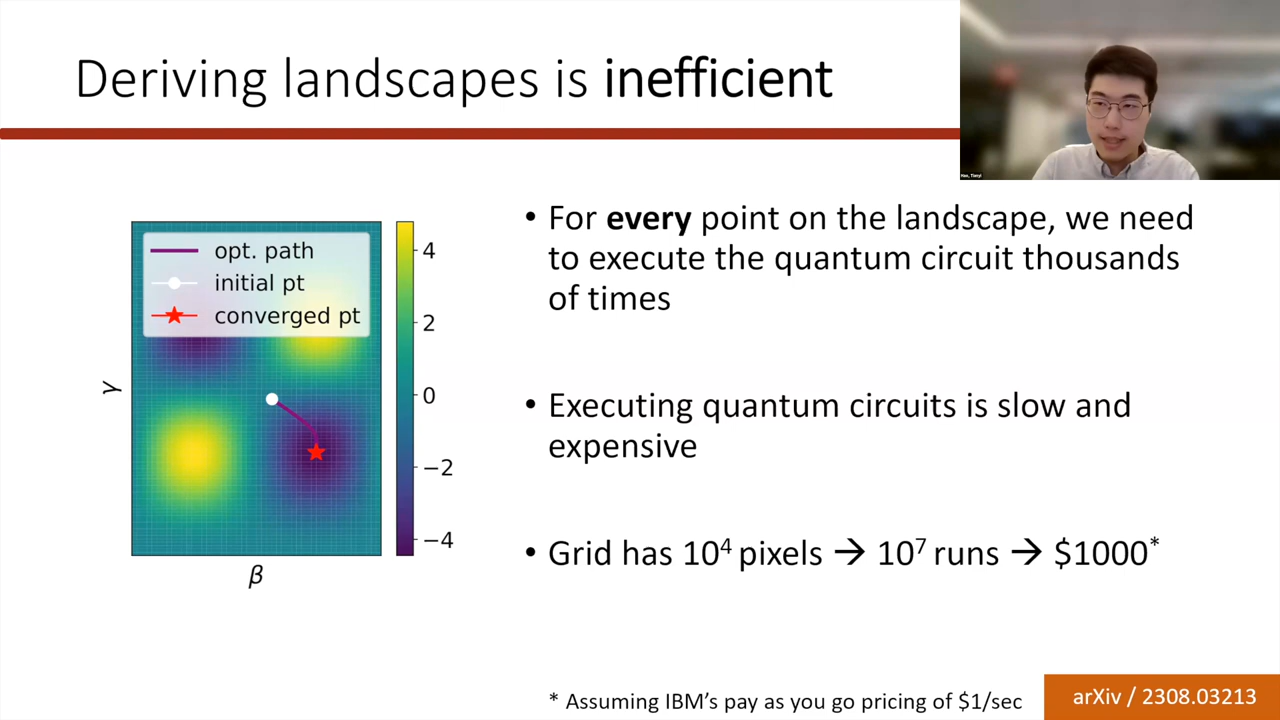 Deriving landscapes is inefficient
Hao, Tianyi
opt. path
initial pt
converged pt
4
2
0
−2
−4
γ
β
• For every point on the landscape, we need
to execute the quantum circuit thousands
of times
• Executing quantum circuits is slow and
expensive
• Grid has 10⁴ pixels → 10⁷ runs → $1000*
* Assuming IBM's pay as you go pricing of $1/sec
arXiv / 2308.03213